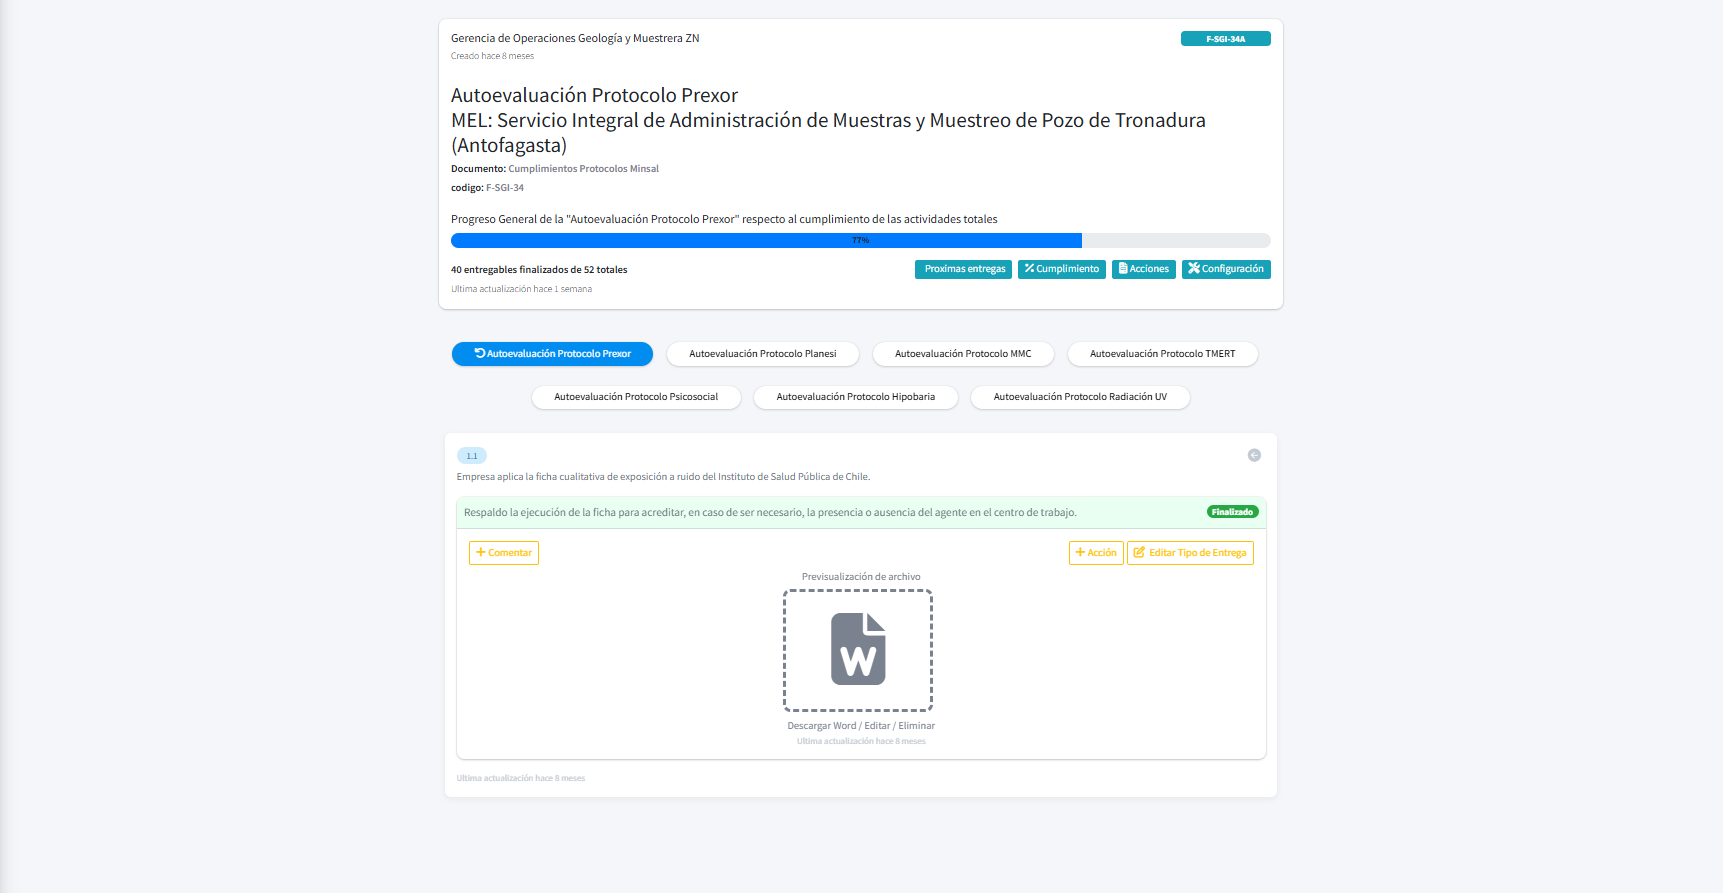 Gerencia de Operaciones Geología y Muestrera ZN
F-SGI-34A
Creado hace 8 meses
Autoevaluación Protocolo Prexor
MEL: Servicio Integral de Administración de Muestras y Muestreo de Pozo de Tronadura
(Antofagasta)
Documento: Cumplimientos Protocolos Minsal
codigo: F-SGI-34
Progreso General de la "Autoevaluación Protocolo Prexor" respecto al cumplimiento de las actividades totales
77%
40 entregables finalizados de 52 totales
Proximas entregas
Cumplimiento
Acciones
Configuración
Ultima actualización hace 1 semana
Autoevaluación Protocolo Prexor
Autoevaluación Protocolo Planesi
Autoevaluación Protocolo MMC
Autoevaluación Protocolo TMERT
Autoevaluación Protocolo Psicosocial
Autoevaluación Protocolo Hipobaria
Autoevaluación Protocolo Radiación UV
1.1
Empresa aplica la ficha cualitativa de exposición a ruido del Instituto de Salud Pública de Chile.
Respaldo la ejecución de la ficha para acreditar, en caso de ser necesario, la presencia o ausencia del agente en el centro de trabajo.
Finalizado
+ Comentar
+ Acción
Editar Tipo de Entrega
Previsualización de archivo
W
Descargar Word / Editar / Eliminar
Ultima actualización hace 8 meses
Ultima actualización hace 8 meses